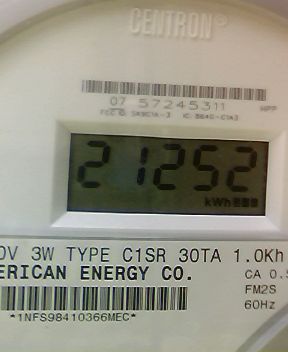 CENTRON®
07 57245311
21252
kWh
0V 3W TYPE C1SR 30TA 1.0Kh
ERICAN ENERGY CO.
CA 0.5
FM2S
60Hz
*1NFS98410366MEC*